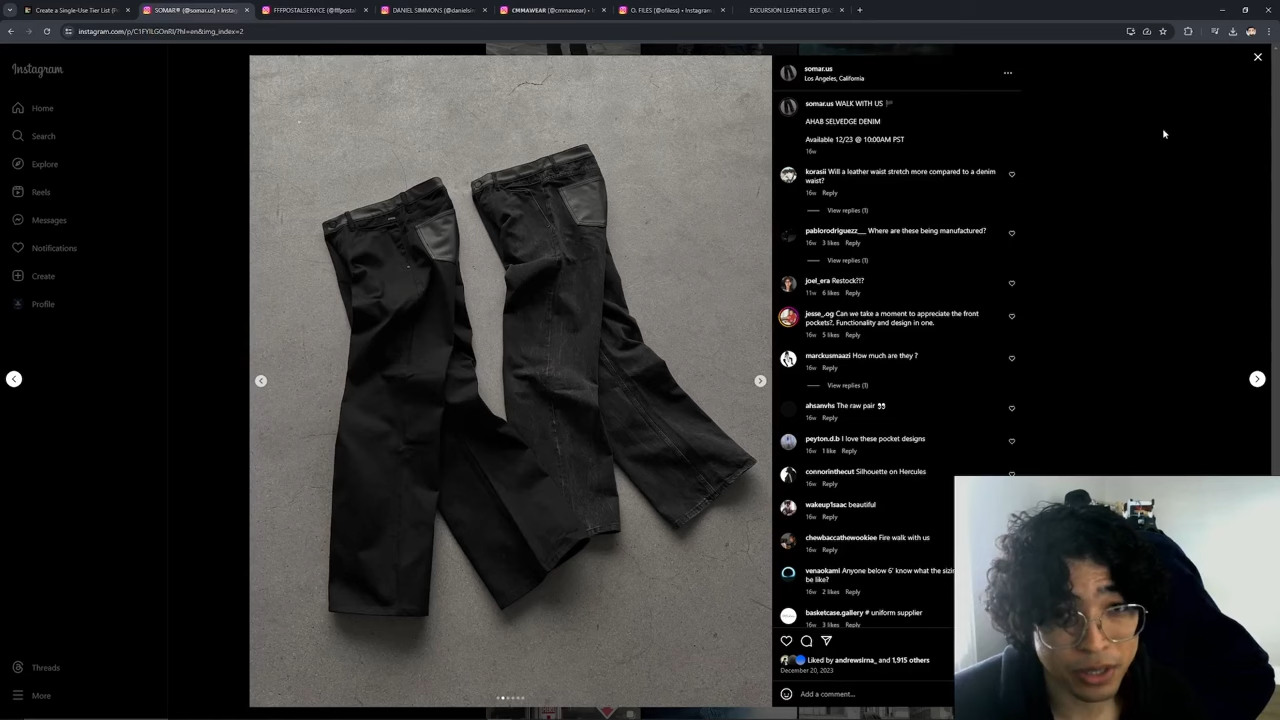 Create a Single-Use Tier List
SOMAR® (@somar.us) • Instag
FFFPOSTALSERVICE (@fffpostal
DANIEL SIMMONS (@danielsim
CMMAWEAR (@cmmawear) •
O. FILES (@ofiless) • Instagram
EXCURSION LEATHER BELT (BA
instagram.com/p/C1FYlLGOnRI/?hl=en&img_index=2
Instagram
Home
Search
Explore
Reels
Messages
Notifications
Create
Profile
Threads
More
somar.us
Los Angeles, California
somar.us WALK WITH US 🏴
AHAB SELVEDGE DENIM
Available 12/23 @ 10:00AM PST
16w
korasii Will a leather waist stretch more compared to a denim
waist?
16w Reply
View replies (1)
pablorodriguezz__ Where are these being manufactured?
16w 3 likes Reply
View replies (1)
joel_era Restock?!?
11w 6 likes Reply
jesse_.og Can we take a moment to appreciate the front
pockets?, Functionality and design in one.
16w 5 likes Reply
marckusmaazi How much are they ?
16w Reply
View replies (1)
ahsanvhs The raw pair 👀
16w Reply
peyton.d.b I love these pocket designs
16w 1 like Reply
connorinthecut Silhouette on Hercules
16w Reply
wakeup1saac beautiful
16w Reply
chewbaccathewookiee Fire walk with us
16w Reply
venaokami Anyone below 6' know what the sizin
be like?
16w 2 likes Reply
basketcase.gallery # uniform supplier
16w 3 likes Reply
Liked by andrewsirna_ and 1,915 others
December 20, 2023
Add a comment...